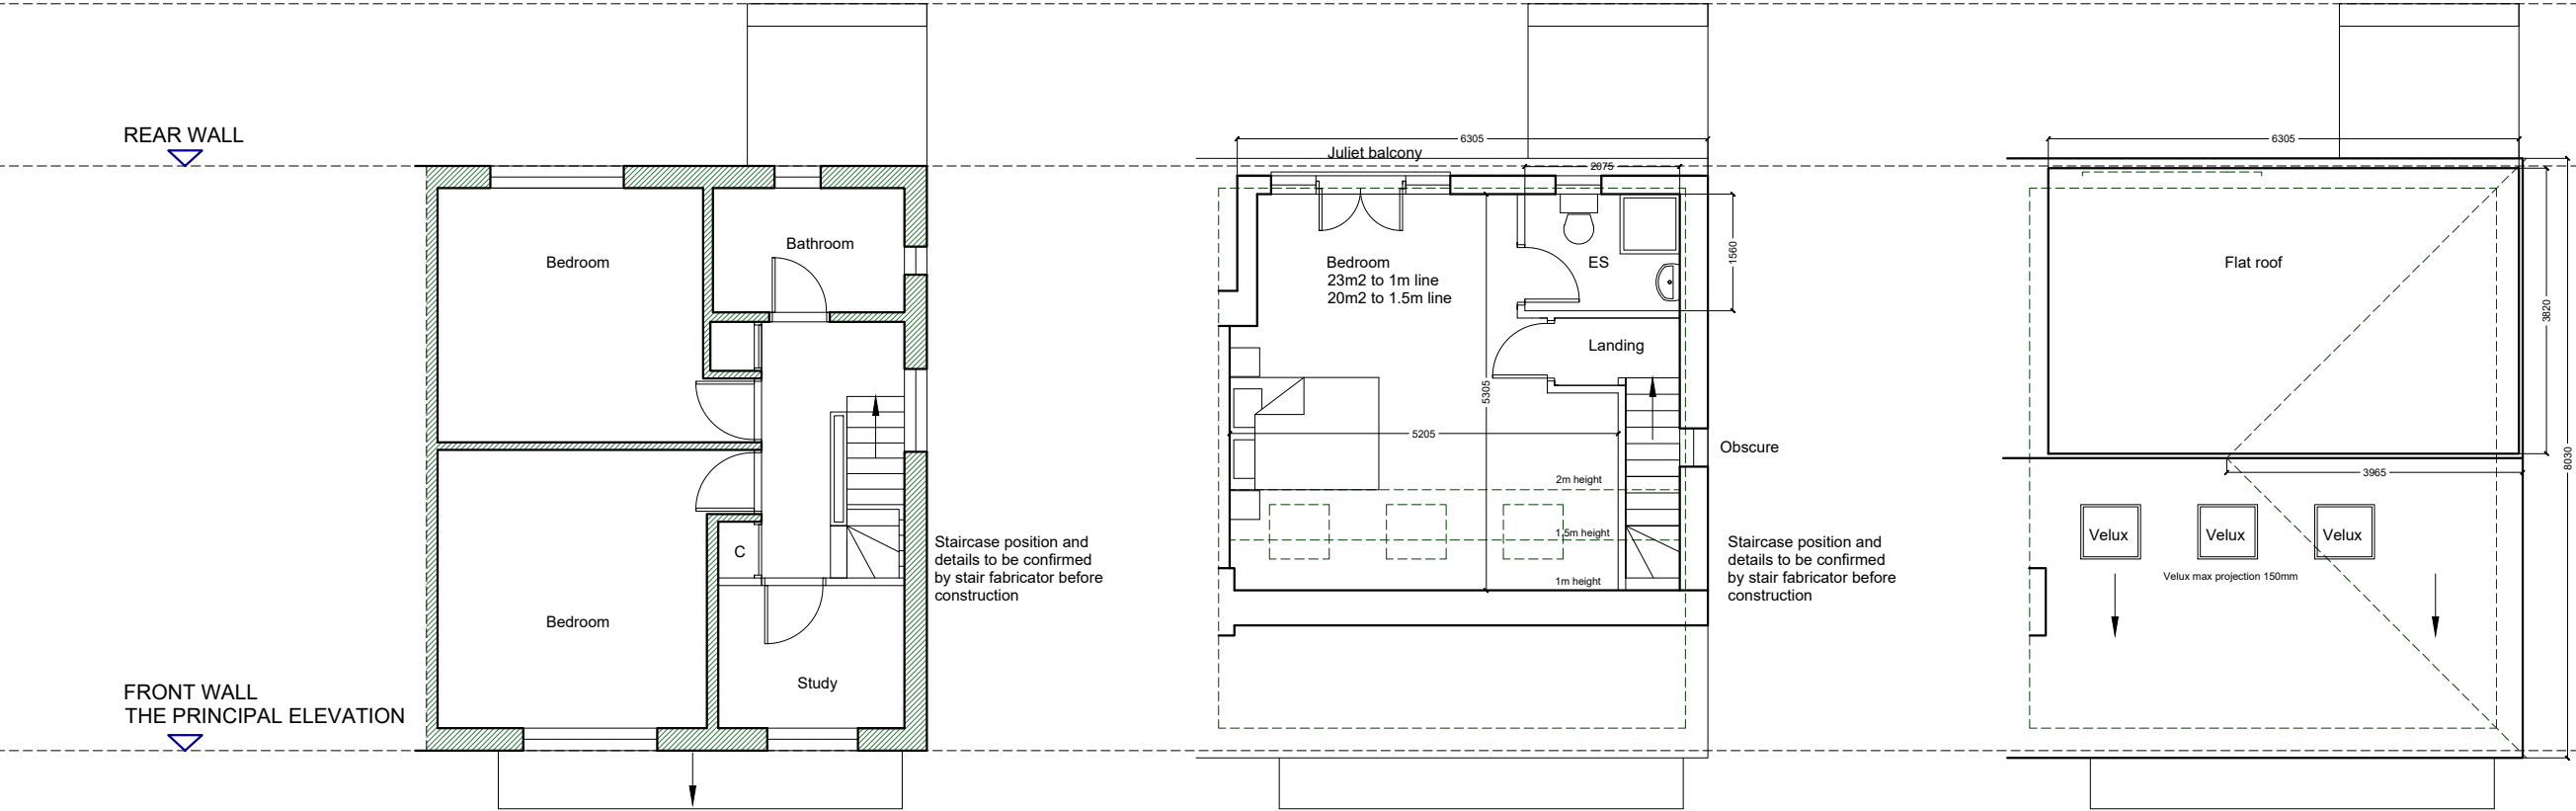 REAR WALL
Bedroom
Bathroom
C
Bedroom
Study
Staircase position and
details to be confirmed
by stair fabricator before
construction
FRONT WALL
THE PRINCIPAL ELEVATION
6305
Juliet balcony
2075
Bedroom
23m2 to 1m line
20m2 to 1.5m line
ES
1560
Landing
5305
5205
Obscure
2m height
1.5m height
1m height
Staircase position and
details to be confirmed
by stair fabricator before
construction
6305
Flat roof
3820
8030
3965
Velux
Velux
Velux
Velux max projection 150mm